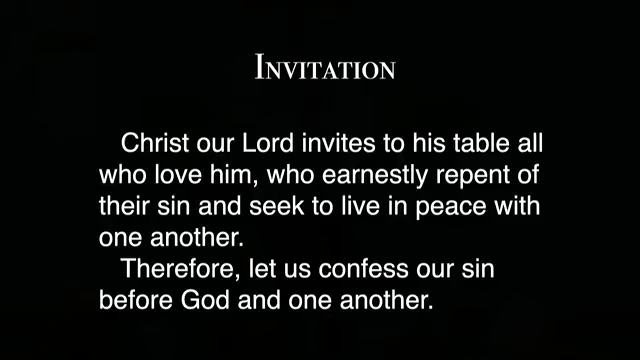 INVITATION
Christ our Lord invites to his table all
who love him, who earnestly repent of
their sin and seek to live in peace with
one another.
Therefore, let us confess our sin
before God and one another.